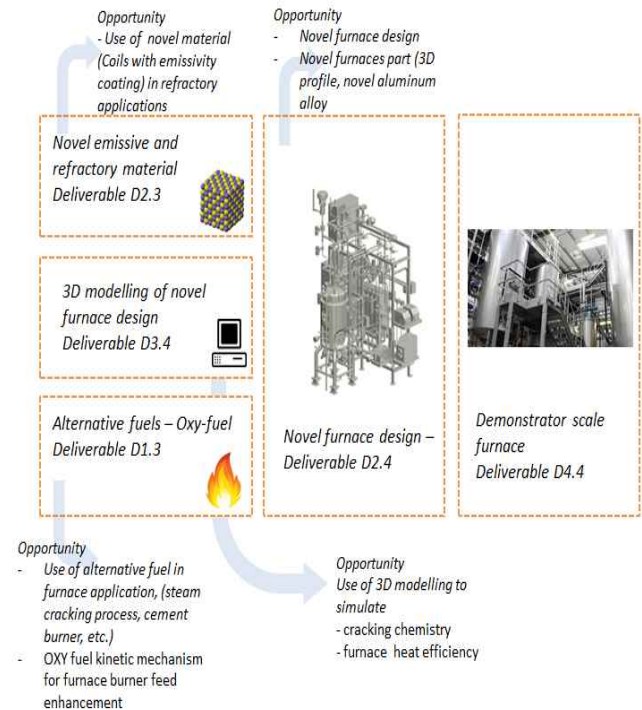 Opportunity
- Use of novel material
(Coils with emissivity
coating) in refractory
applications
Opportunity
- Novel furnace design
- Novel furnaces part (3D
profile, novel aluminum
alloy
Novel emissive and
refractory material
Deliverable D2.3
3D modelling of novel
furnace design
Deliverable D3.4
Alternative fuels – Oxy-fuel
Deliverable D1.3
Novel furnace design –
Deliverable D2.4
Demonstrator scale
furnace
Deliverable D4.4
Opportunity
- Use of alternative fuel in
furnace application, (steam
cracking process, cement
burner, etc.)
- OXY fuel kinetic mechanism
for furnace burner feed
enhancement
Opportunity
Use of 3D modelling to
simulate
- cracking chemistry
- furnace heat efficiency